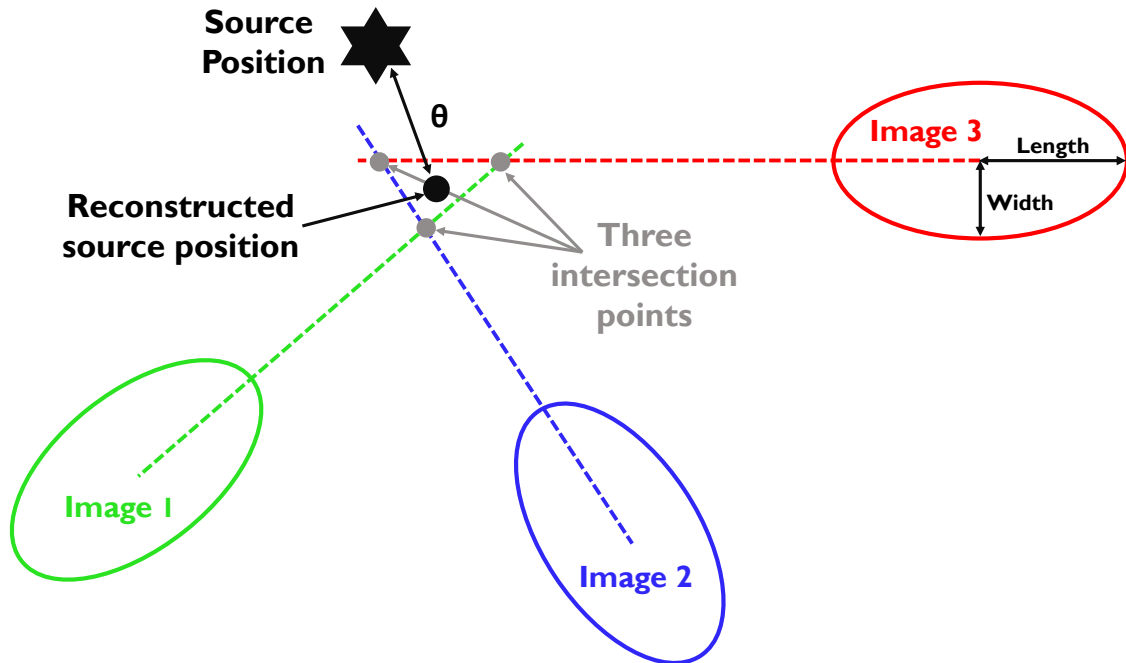 Source
Position
θ
Image 3
Length
Width
Reconstructed
source position
Three
intersection
points
Image 1
Image 2